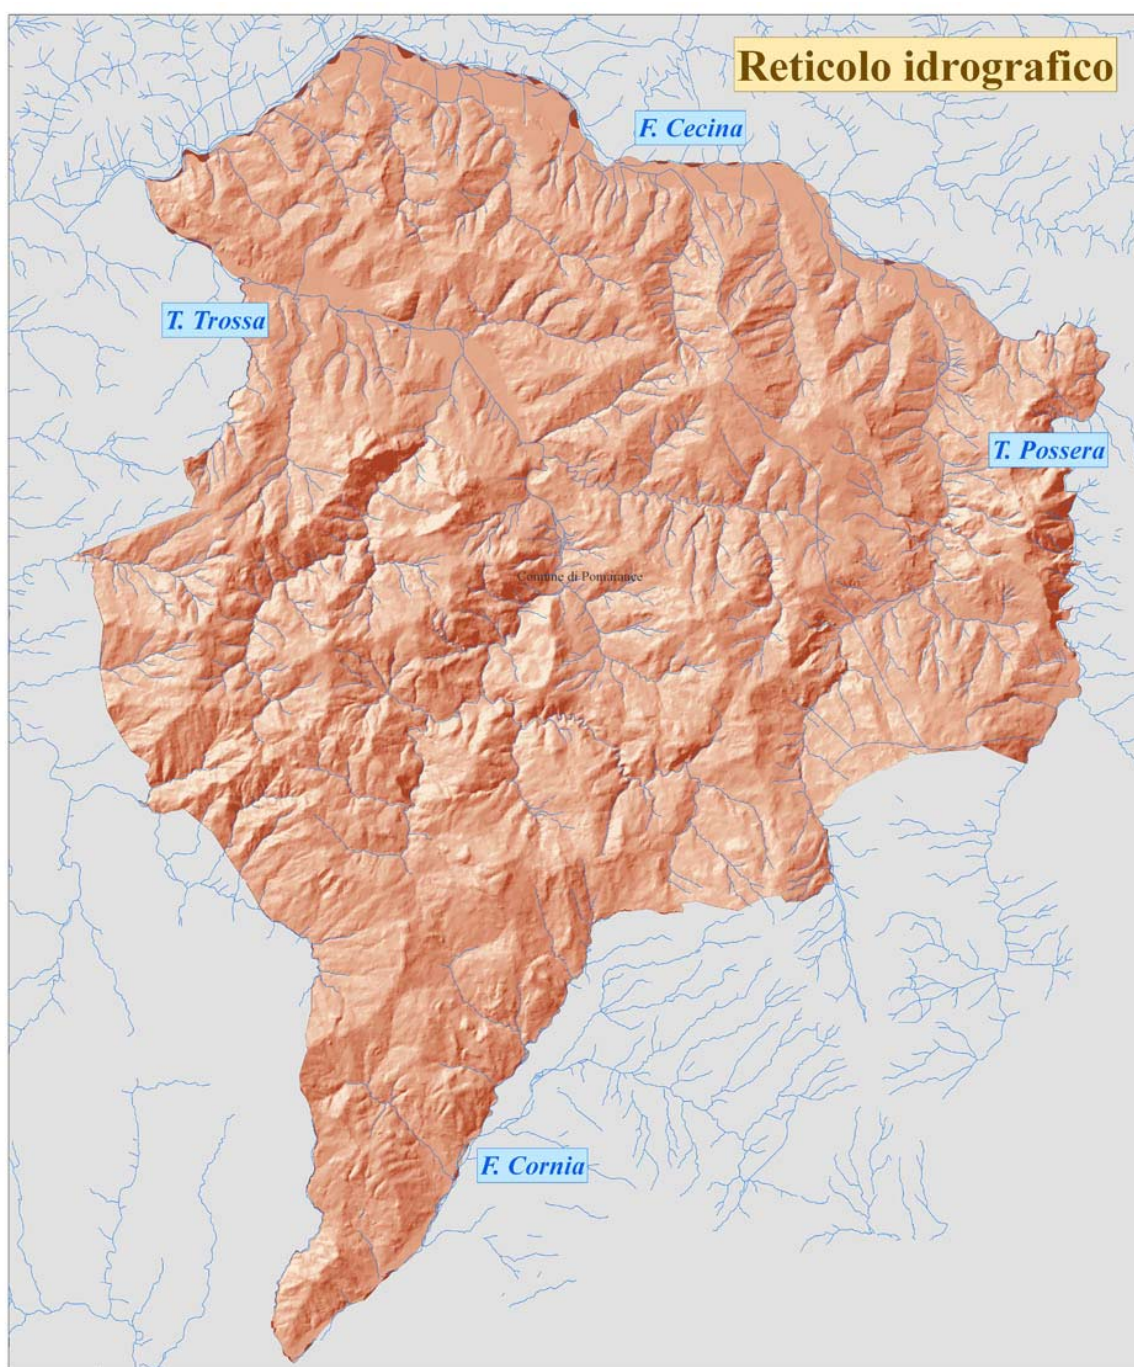 Reticolo idrografico
F. Cecina
T. Trossa
T. Possera
Comune di Pomarance
F. Cornia